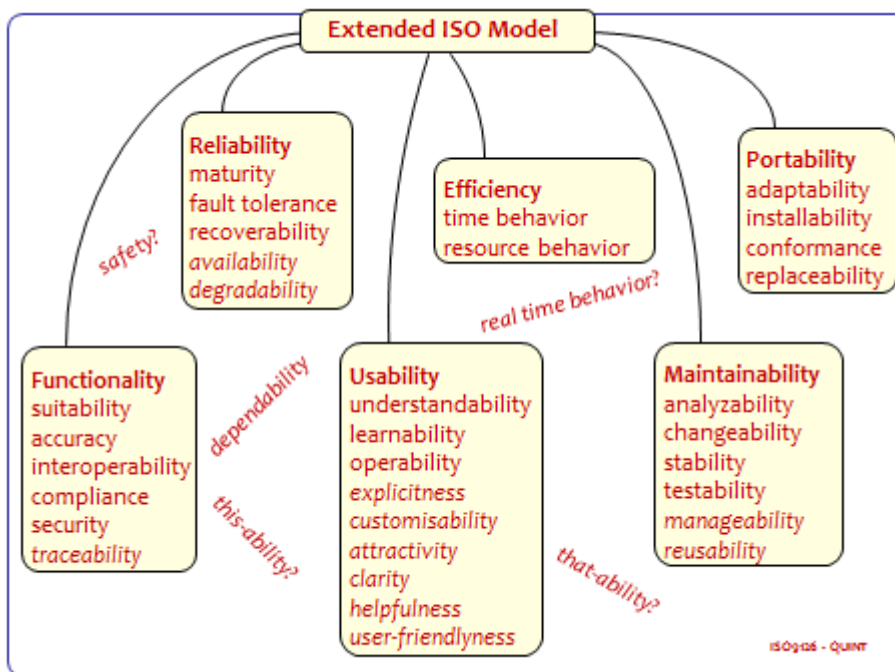 Extended ISO Model
Reliability
maturity
fault tolerance
recoverability
availability
degradability
Efficiency
time behavior
resource behavior
Portability
adaptability
installability
conformance
replaceability
safety?
real time behavior?
Functionality
suitability
accuracy
interoperability
compliance
security
traceability
dependability
this-ability?
Usability
understandability
learnability
operability
explicitness
customisability
attractivity
clarity
helpfulness
user-friendlyness
that-ability?
Maintainability
analyzability
changeability
stability
testability
manageability
reusability
ISO9126 - QUINT